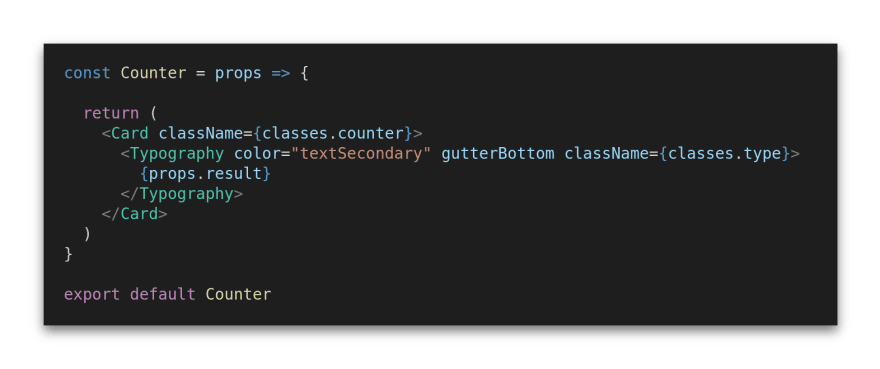 const Counter = props => {
return (
<Card className={classes.counter}>
<Typography color="textSecondary" gutterBottom className={classes.type}>
{props.result}
</Typography>
</Card>
)
}
export default Counter